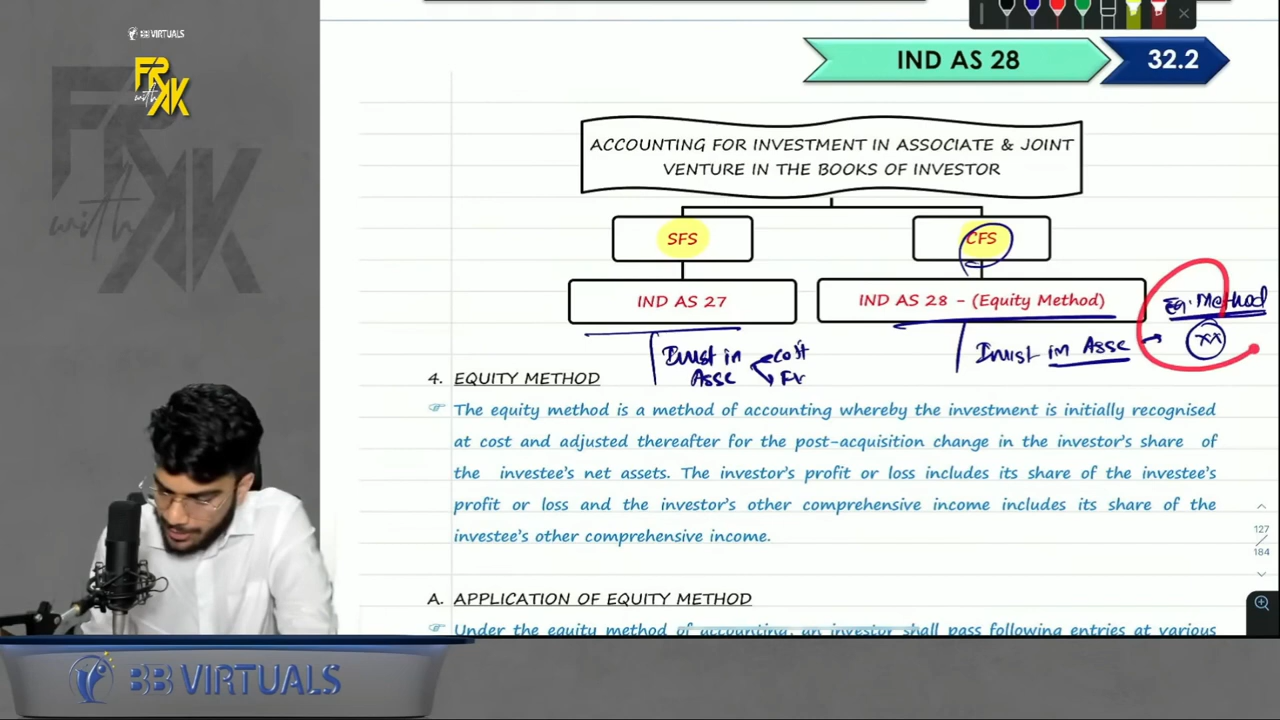 BB VIRTUALS
FR
with
AK
FR
with
AK
IND AS 28
32.2
ACCOUNTING FOR INVESTMENT IN ASSOCIATE & JOINT
VENTURE IN THE BOOKS OF INVESTOR
SFS
CFS
IND AS 27
IND AS 28 - (Equity Method)
Eq. Method
XX
Invst in
Asse
Cost
FV
Invst in Asse
4. EQUITY METHOD
☞ The equity method is a method of accounting whereby the investment is initially recognised
at cost and adjusted thereafter for the post-acquisition change in the investor's share of
the investee's net assets. The investor's profit or loss includes its share of the investee's
profit or loss and the investor's other comprehensive income includes its share of the
investee's other comprehensive income.
127
/
184
A. APPLICATION OF EQUITY METHOD
☞ Under the equity method of accounting, an investor shall pass following entries at various
BB VIRTUALS